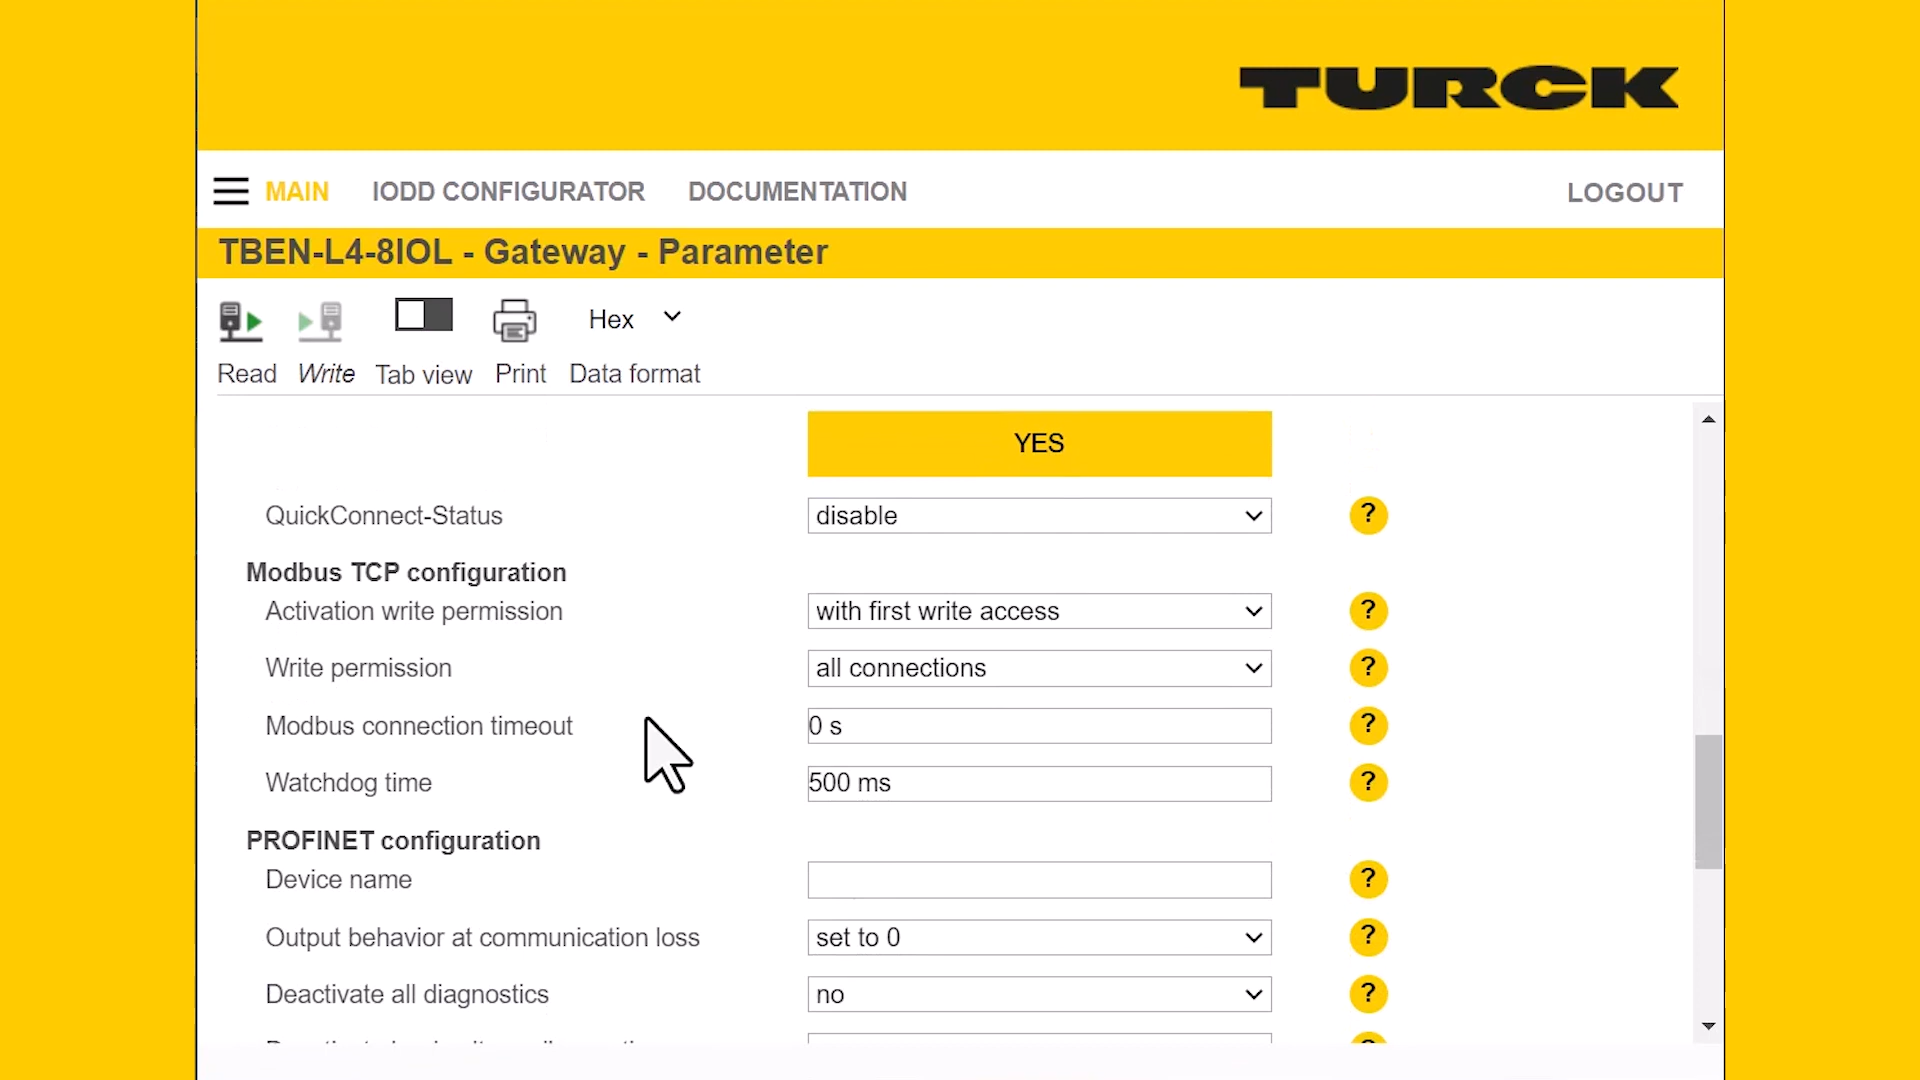 TURCK
MAIN IODD CONFIGURATOR DOCUMENTATION LOGOUT
TBEN-L4-8IOL - Gateway - Parameter
Hex
Read Write Tab view Print Data format
YES
QuickConnect-Status disable ?
Modbus TCP configuration
Activation write permission with first write access ?
Write permission all connections ?
Modbus connection timeout 0 s ?
Watchdog time 500 ms ?
PROFINET configuration
Device name ?
Output behavior at communication loss set to 0 ?
Deactivate all diagnostics no ?